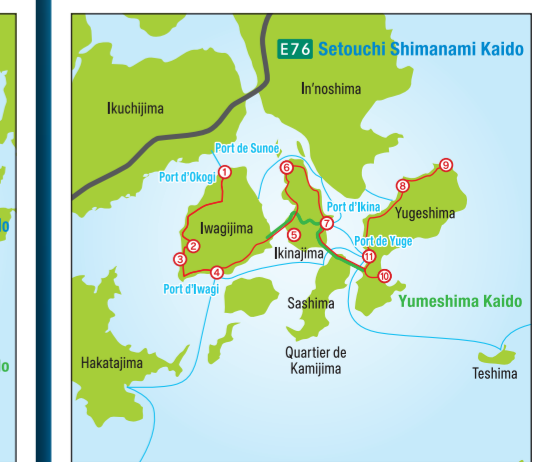 E76 Setouchi Shimanami Kaido
In'noshima
Ikuchijima
Port de Sunoé
Port d'Okogi
1
6
9
8
Port d'Ikina
Yugeshima
Iwagijima
7
5
Port de Yuge
2
Ikinajima
3
11
4
10
Port d'Iwagi
Sashima
Yumeshima Kaido
Quartier de
Kamijima
Hakatajima
Teshima